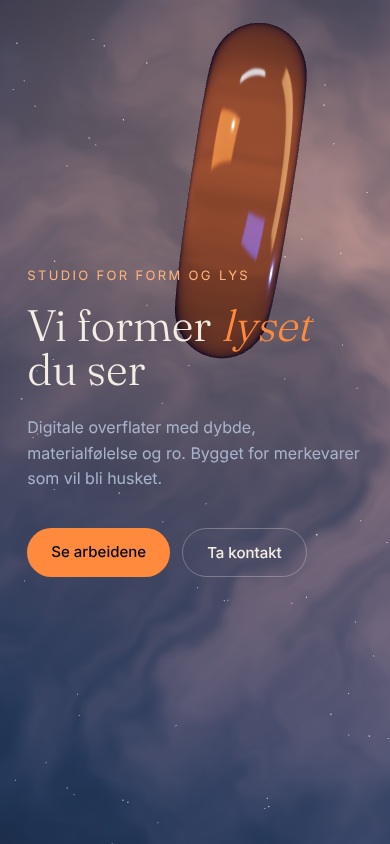 STUDIO FOR FORM OG LYS
Vi former lyset
du ser
Digitale overflater med dybde,
materialfølelse og ro. Bygget for merkevarer
som vil bli husket.
Se arbeidene
Ta kontakt